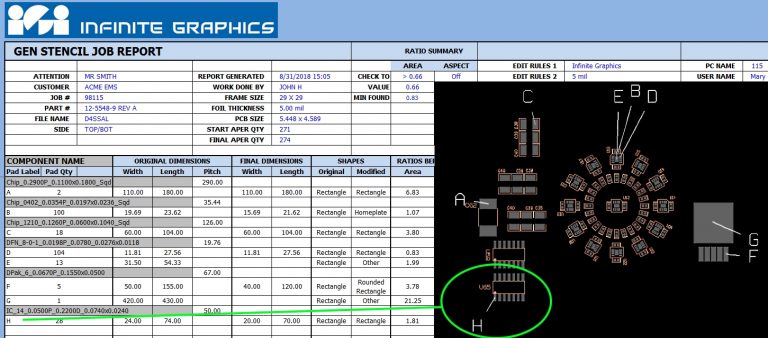 iGi INFINITE GRAPHICS
GEN STENCIL JOB REPORT RATIO SUMMARY
AREA ASPECT EDIT RULES 1 Infinite Graphics PC NAME 115
ATTENTION MR SMITH REPORT GENERATED 8/31/2018 15:05 CHECK TO > 0.66 Off EDIT RULES 2 5 mil USER NAME Mary
CUSTOMER ACME EMS WORK DONE BY JOHN H VALUE 0.66
JOB # 98115 FRAME SIZE 29 X 29 MIN FOUND 0.83
PART # 12-5548-9 REV A FOIL THICKNESS 5.00 mil
FILE NAME D4SSAL PCB SIZE 5.448 x 4.589
SIDE TOP/BOT START APER QTY 271
FINAL APER QTY 274
COMPONENT NAME ORIGINAL DIMENSIONS FINAL DIMENSIONS SHAPES RATIOS BE
Pad Label Pad Qty Width Length Pitch Width Length Original Modified Area
Chip_0.2900P_0.1100x0.1800_Sqd 290.00
A 2 110.00 180.00 110.00 180.00 Rectangle Rectangle 6.83
Chip_0402_0.0354P_0.0197x0.0236_Sqd 35.44
B 100 19.69 23.62 15.69 21.62 Rectangle Homeplate 1.07
Chip_1210_0.1260P_0.0600x0.1040_Sqd 126.00
C 18 60.00 104.00 60.00 104.00 Rectangle Rectangle 3.80
DFN_8-0-1_0.0198P_0.0780_0.0276x0.0118 19.76
D 104 11.81 27.56 11.81 27.56 Rectangle Rectangle 0.83
E 13 31.50 54.33 Rectangle Other 1.99
DPak_6_0.0670P_0.1550x0.0500 67.00
F 5 50.00 155.00 40.00 120.00 Rectangle Rounded Rectangle 3.78
G 1 420.00 430.00 Rectangle Other 21.25
IC_14_0.0500P_0.2200D_0.0740x0.0240 50.00
H 28 24.00 74.00 20.00 70.00 Rectangle Rectangle 1.81
C E B D
A
G
F
U65
H